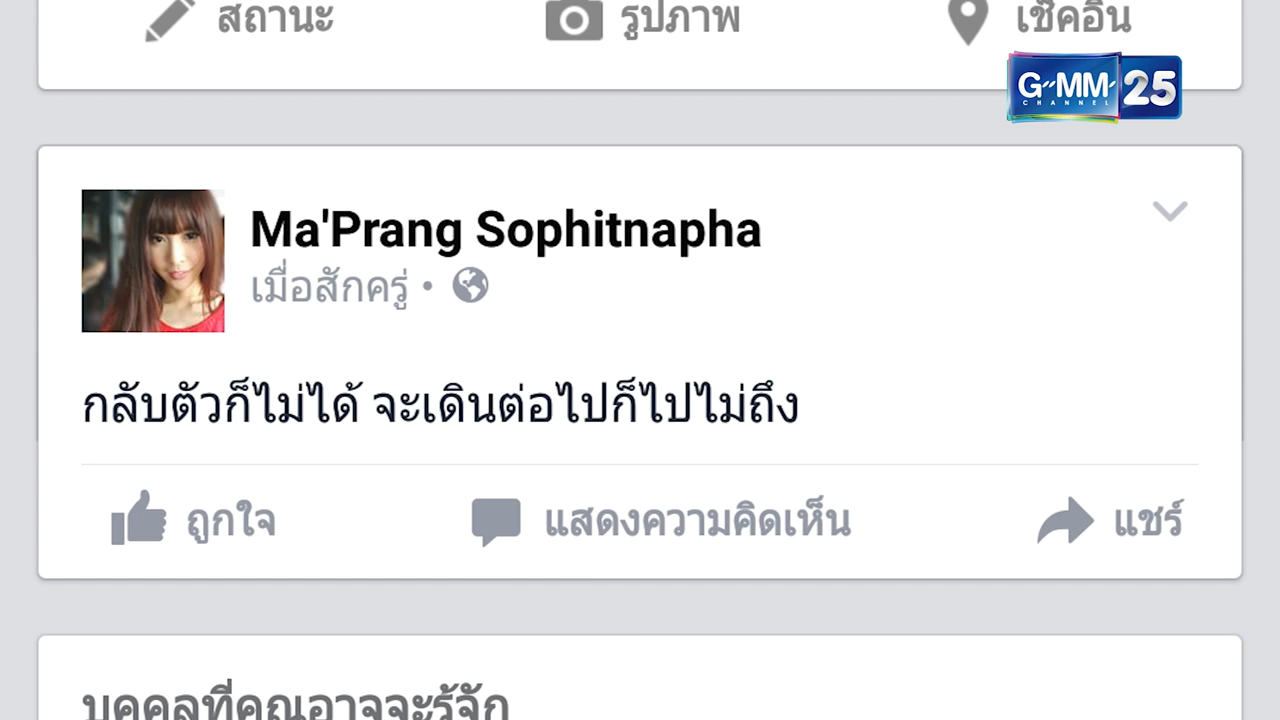 สถานะ รูปภาพ เช็คอิน
GMM 25
CHANNEL
Ma'Prang Sophitnapha
เมื่อสักครู่ •
กลับตัวก็ไม่ได้ จะเดินต่อไปก็ไปไม่ถึง
ถูกใจ แสดงความคิดเห็น แชร์
บุคคลที่คุณอาจจะรู้จัก